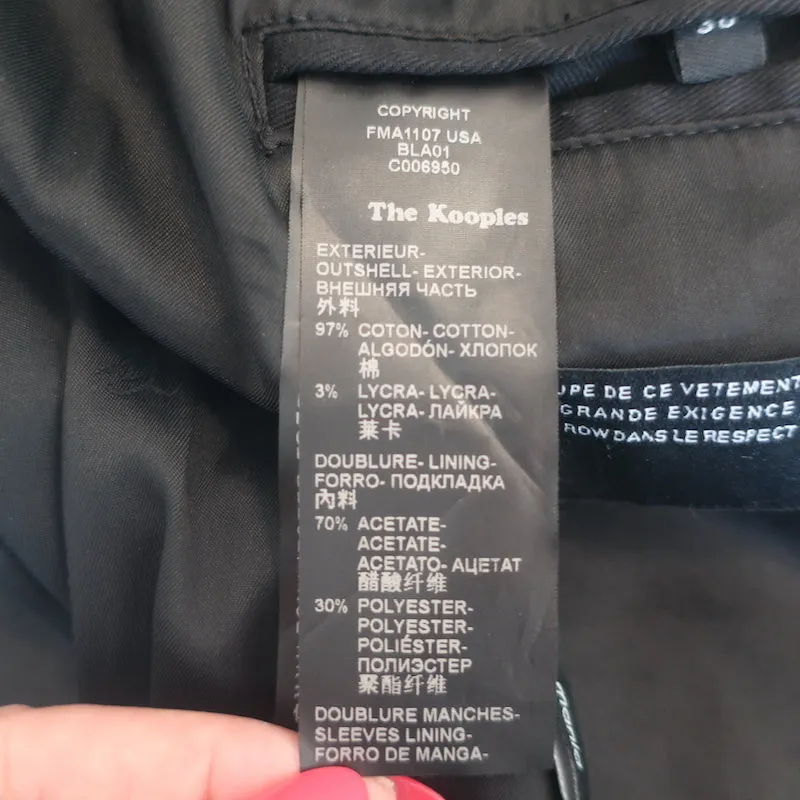 36
COPYRIGHT
FMA1107 USA
BLA01
C006950
The Kooples
EXTERIEUR-
OUTSHELL- EXTERIOR-
ВНЕШНЯЯ ЧАСТЬ
外料
97% COTON- COTTON-
ALGODÓN- ХЛОПОК
棉
3% LYCRA- LYCRA-
LYCRA- ЛАЙКРА
莱卡
DOUBLURE- LINING-
FORRO- ПОДКЛАДКА
內料
70% ACETATE-
ACETATE-
ACETATO- АЦЕТАТ
醋酸纤维
30% POLYESTER-
POLYESTER-
POLIÉSTER-
ПОЛИЭСТЕР
聚酯纤维
DOUBLURE MANCHES-
SLEEVES LINING-
FORRO DE MANGA-
DE CE VETEMENT
GRANDE EXIGENCE
ROW DANS LE RESPECT